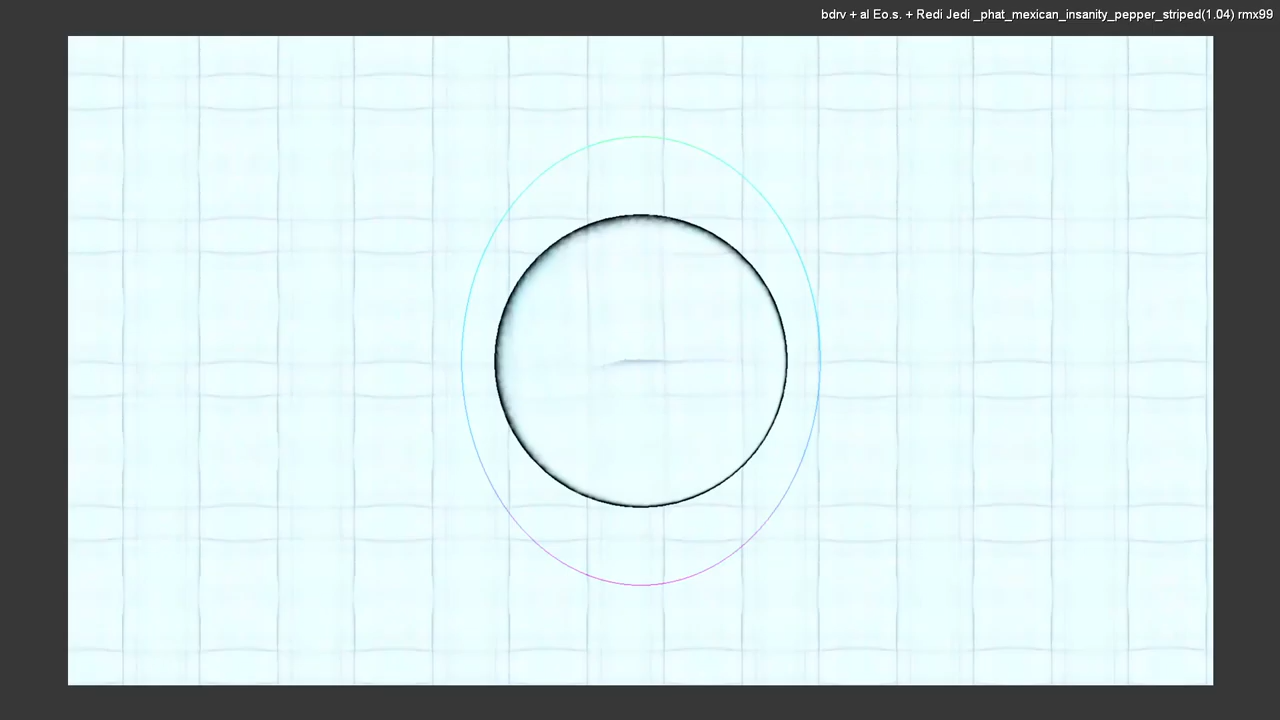 bdrv + al Eo.s. + Redi Jedi _phat_mexican_insanity_pepper_striped(1.04) rmx99